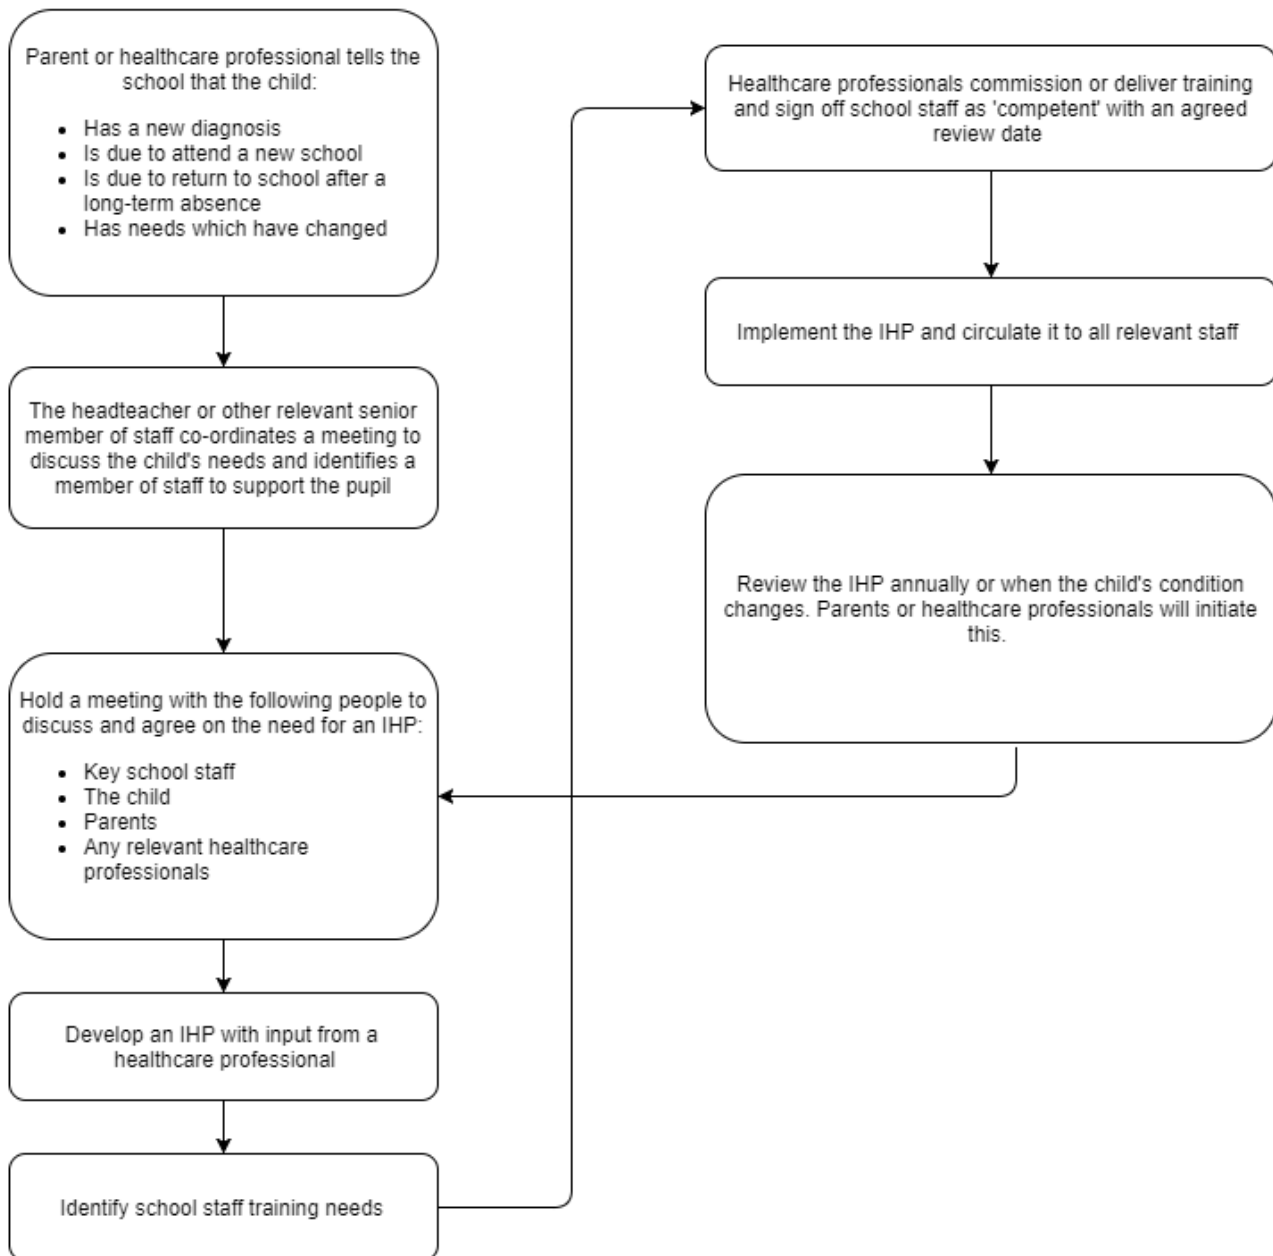 Parent or healthcare professional tells the
school that the child:
• Has a new diagnosis
• Is due to attend a new school
• Is due to return to school after a
long-term absence
• Has needs which have changed
The headteacher or other relevant senior
member of staff co-ordinates a meeting to
discuss the child's needs and identifies a
member of staff to support the pupil
Hold a meeting with the following people to
discuss and agree on the need for an IHP:
• Key school staff
• The child
• Parents
• Any relevant healthcare
professionals
Develop an IHP with input from a
healthcare professional
Identify school staff training needs
Healthcare professionals commission or deliver training
and sign off school staff as 'competent' with an agreed
review date
Implement the IHP and circulate it to all relevant staff
Review the IHP annually or when the child's condition
changes. Parents or healthcare professionals will initiate
this.